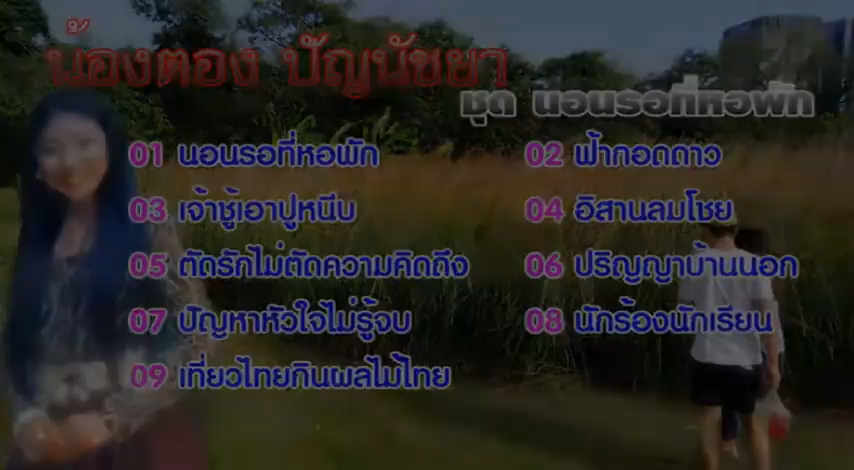 น้องตอง ปัญนัชยา
ชุด นอนรอที่หอพัก
01 นอนรอที่หอพัก
02 ฟ้ากอดดาว
03 เจ้าชู้เอาปูหนีบ
04 อิสานลมโชย
05 ตัดรักไม่ตัดความคิดถึง
06 ปริญญาบ้านนอก
07 ปัญหาหัวใจไม่รู้จบ
08 นักร้องนักเรียน
09 เที่ยวไทยกินผลไม้ไทย